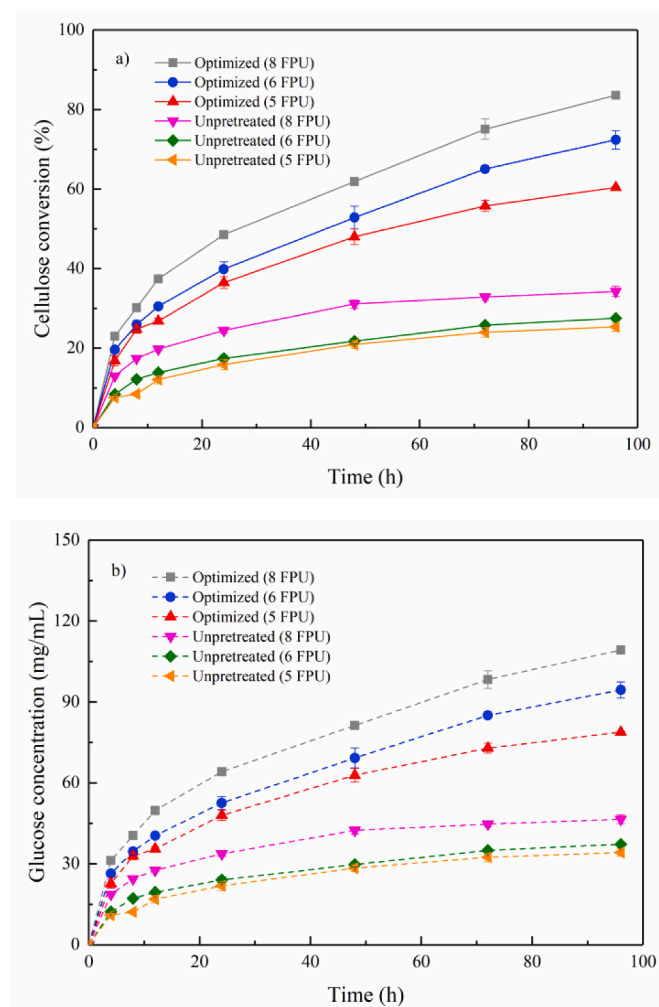 100
a)
Optimized (8 FPU)
Optimized (6 FPU)
Optimized (5 FPU)
Unpretreated (8 FPU)
Unpretreated (6 FPU)
Unpretreated (5 FPU)
80
60
40
20
0
Cellulose conversion (%)
0 20 40 60 80 100
Time (h)
150
b)
Optimized (8 FPU)
Optimized (6 FPU)
Optimized (5 FPU)
Unpretreated (8 FPU)
Unpretreated (6 FPU)
Unpretreated (5 FPU)
120
90
60
30
0
Glucose concentration (mg/mL)
0 20 40 60 80 100
Time (h)